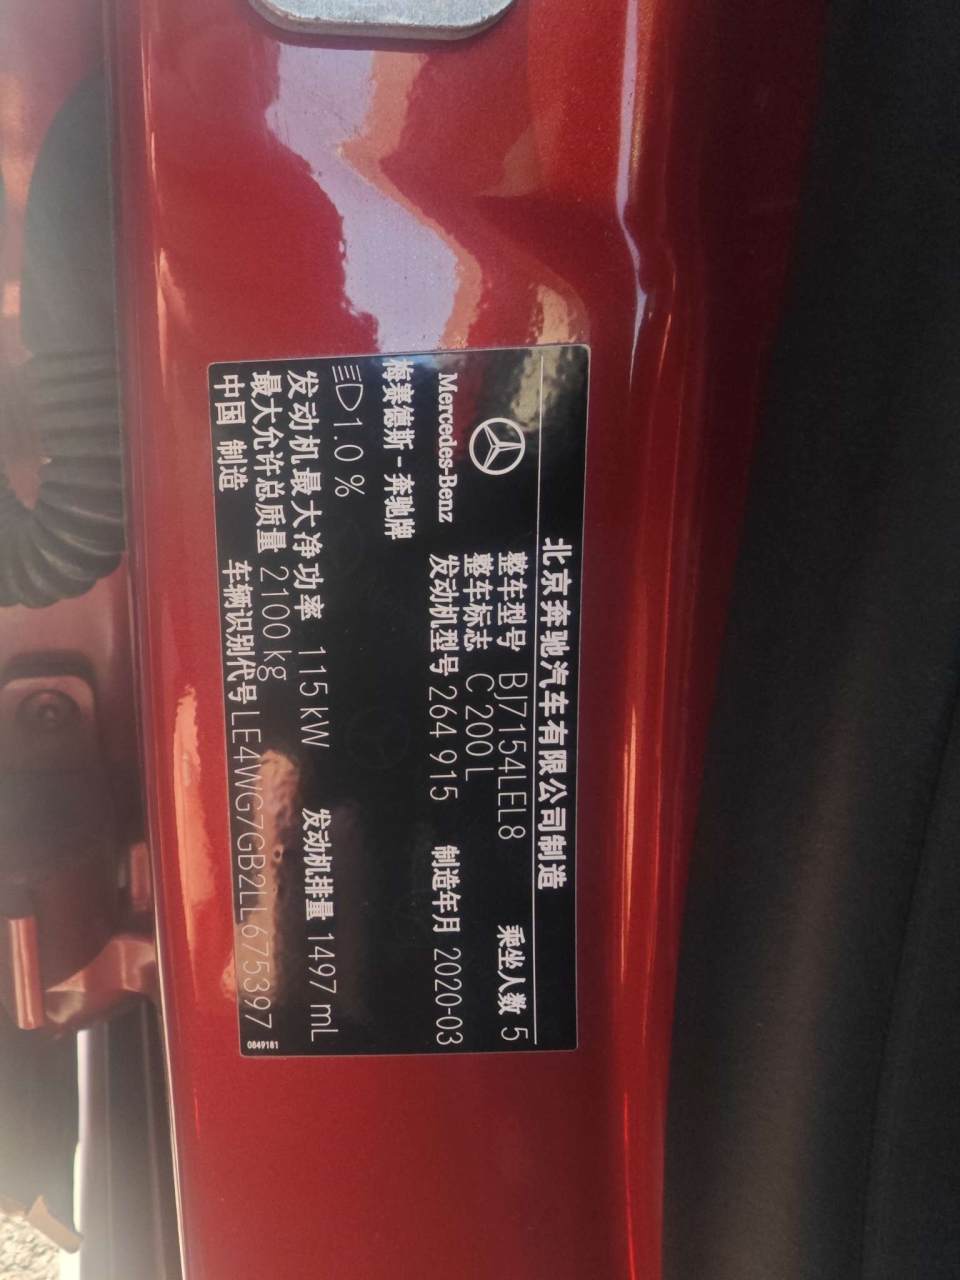 北京奔驰汽车有限公司制造
整车型号 BJ7154LEL8 乘坐人数 5
整车标志 C 200 L
Mercedes-Benz 发动机型号 264 915 制造年月 2020-03
梅赛德斯-奔驰牌
1.0 %
发动机最大净功率 115 kW 发动机排量 1497 mL
最大允许总质量 2100 kg
中国 制造 车辆识别代号 LE4WG7GB2LL675397
0849181